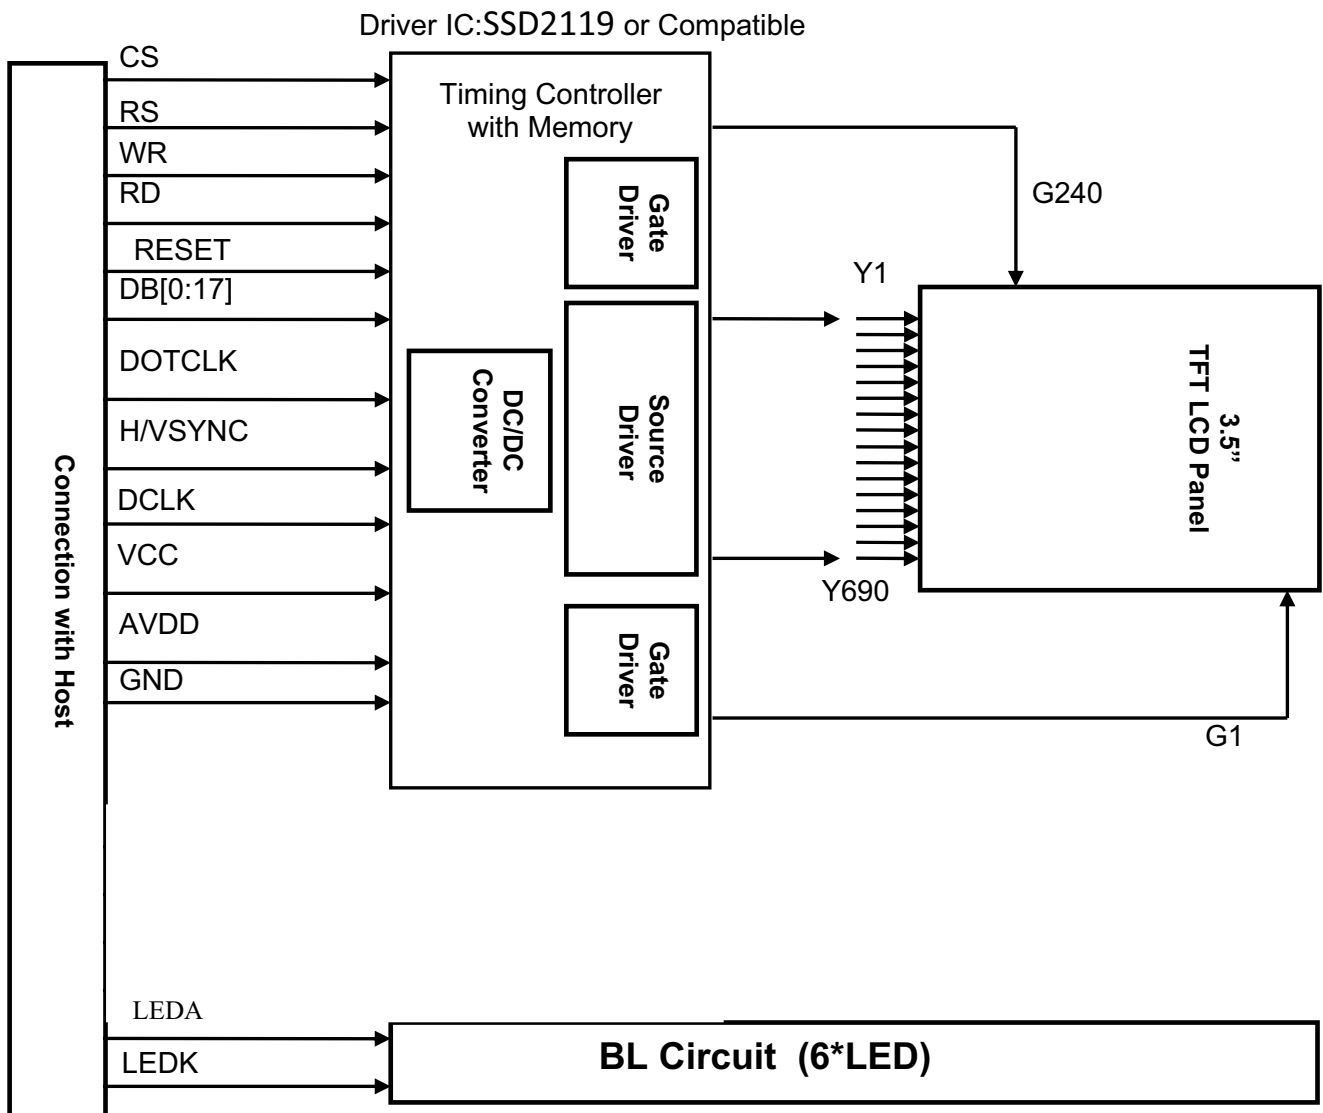 Driver IC:SSD2119 or Compatible
CS
RS
WR
RD
RESET
DB[0:17]
DOTCLK
H/VSYNC
DCLK
VCC
AVDD
GND
Connection with Host
Timing Controller
with Memory
Gate
Driver
DC/DC
Converter
Source
Driver
Gate
Driver
G240
Y1
Y690
3.5”
TFT LCD Panel
G1
LEDA
LEDK
BL Circuit (6*LED)